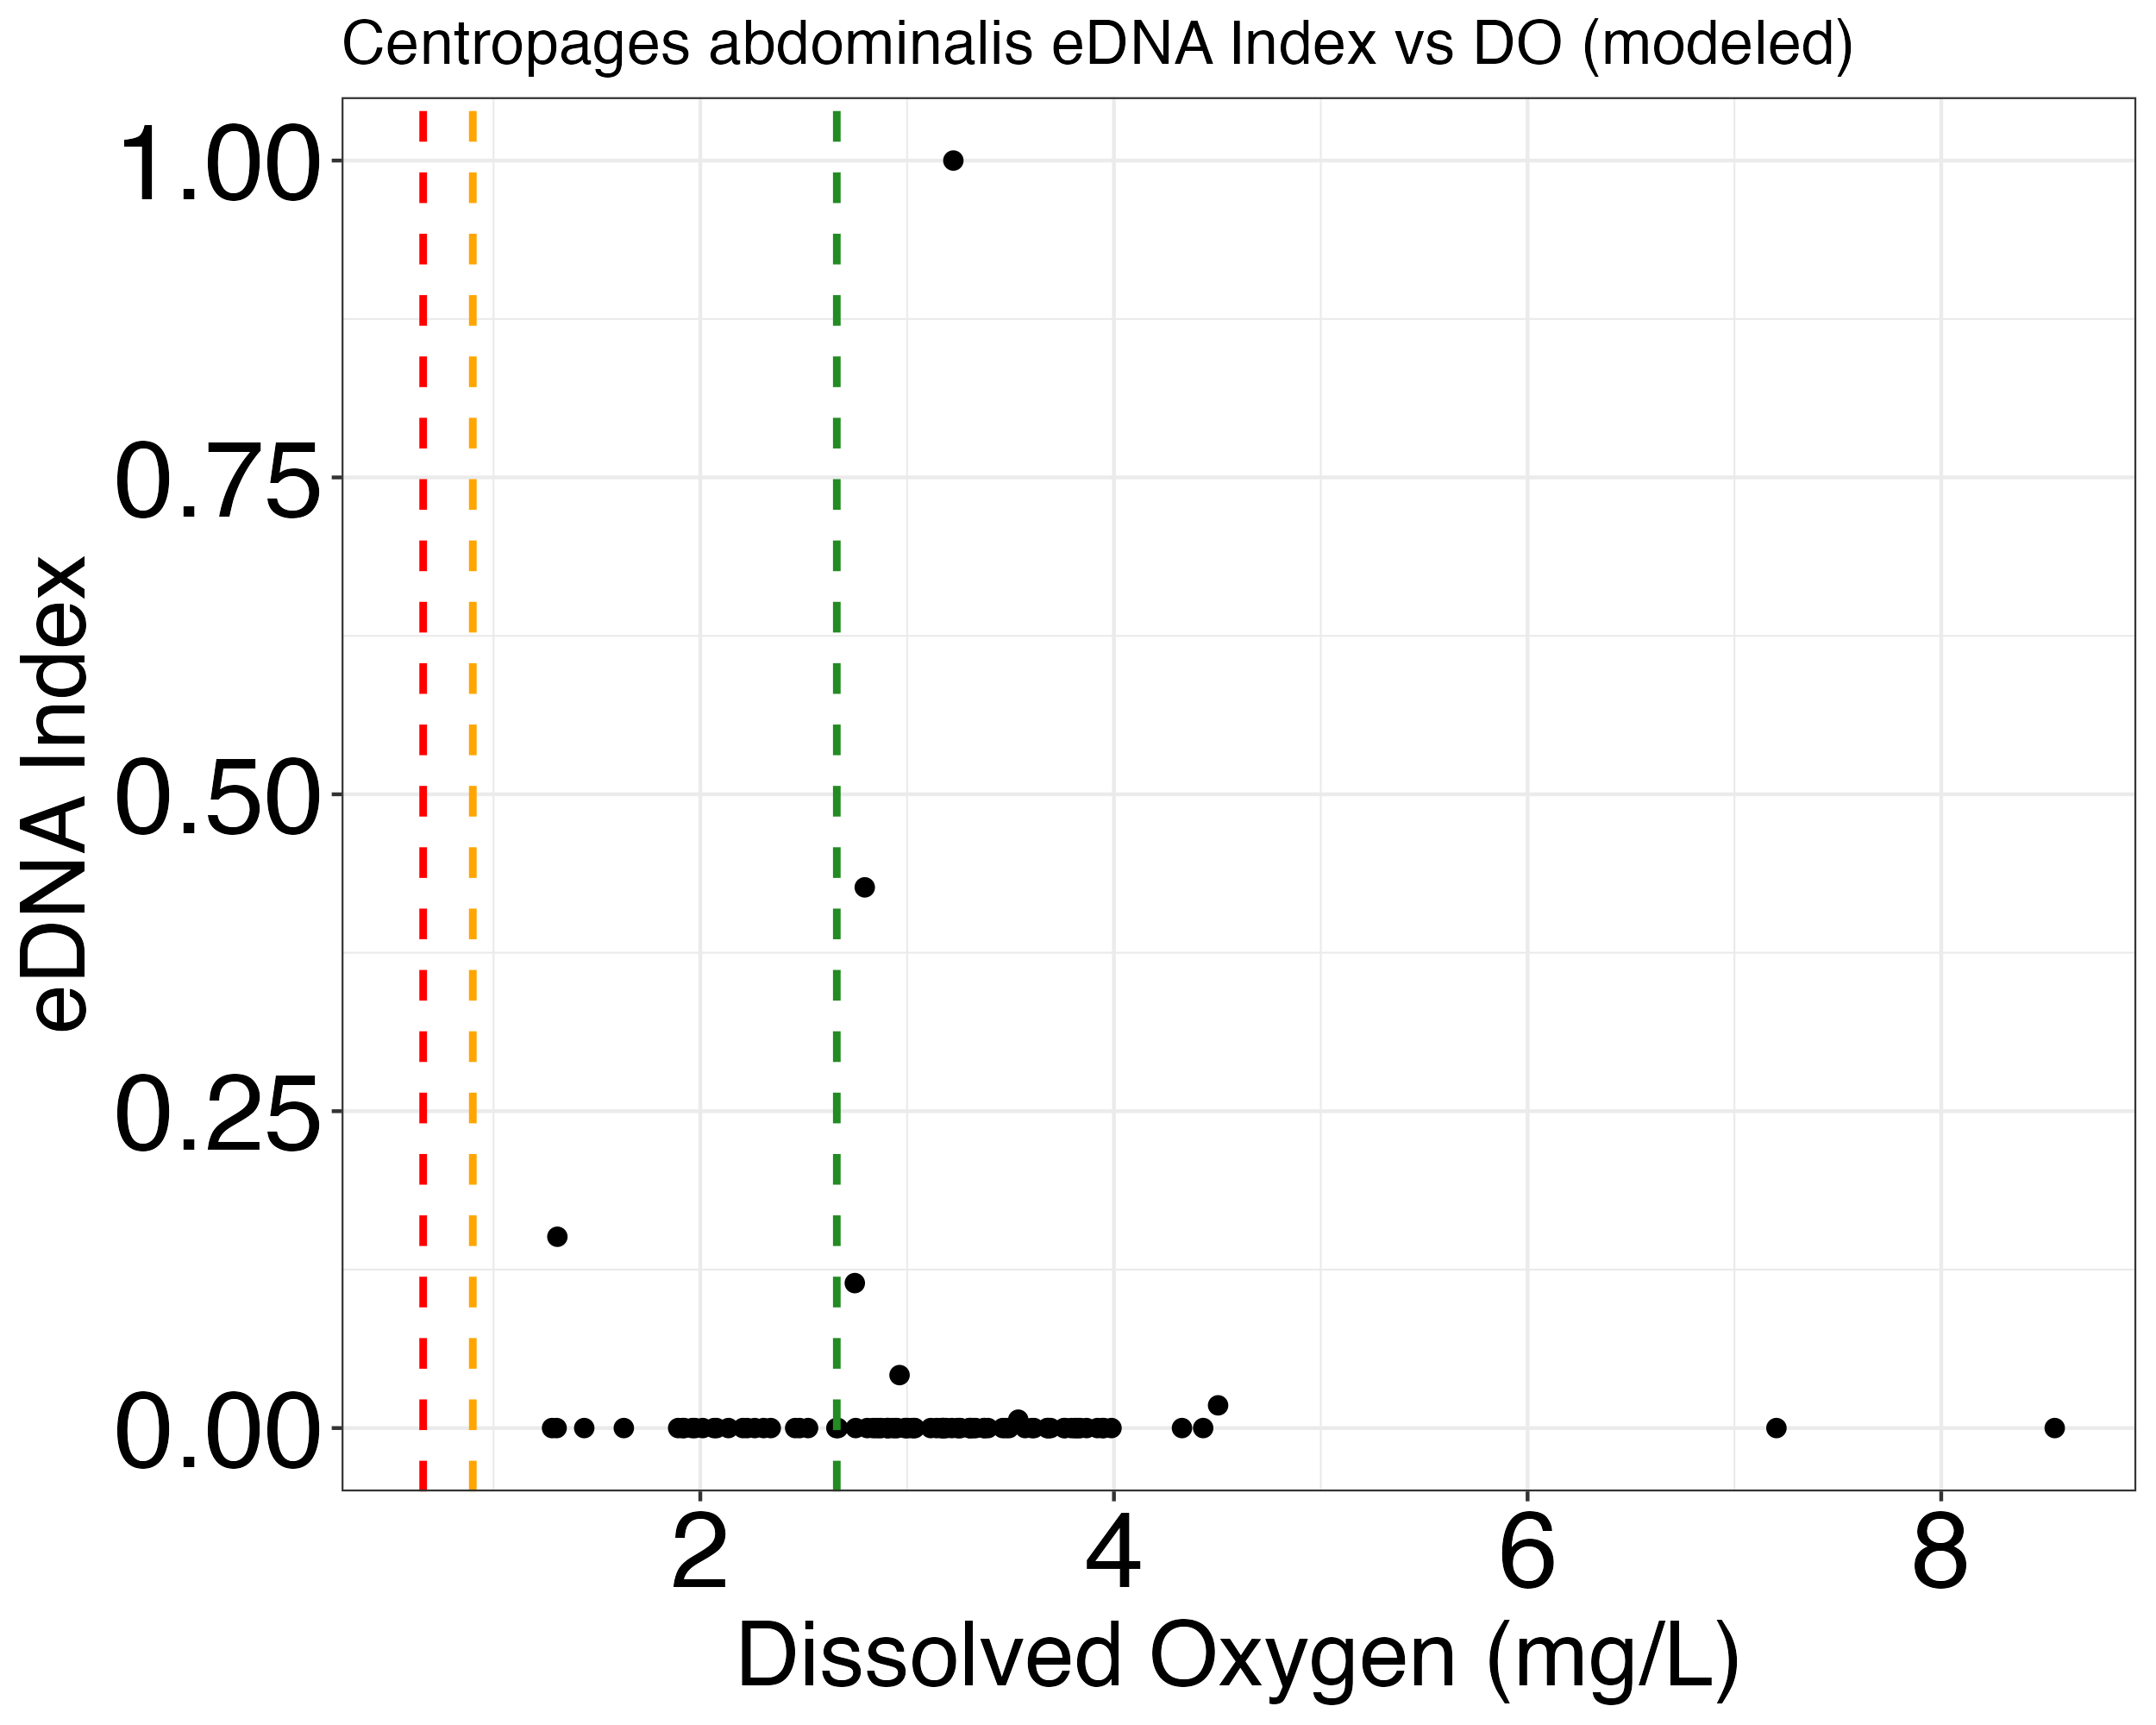 Centropages abdominalis eDNA Index vs DO (modeled)
1.00
0.75
0.50
0.25
0.00
eDNA Index
2 4 6 8
Dissolved Oxygen (mg/L)